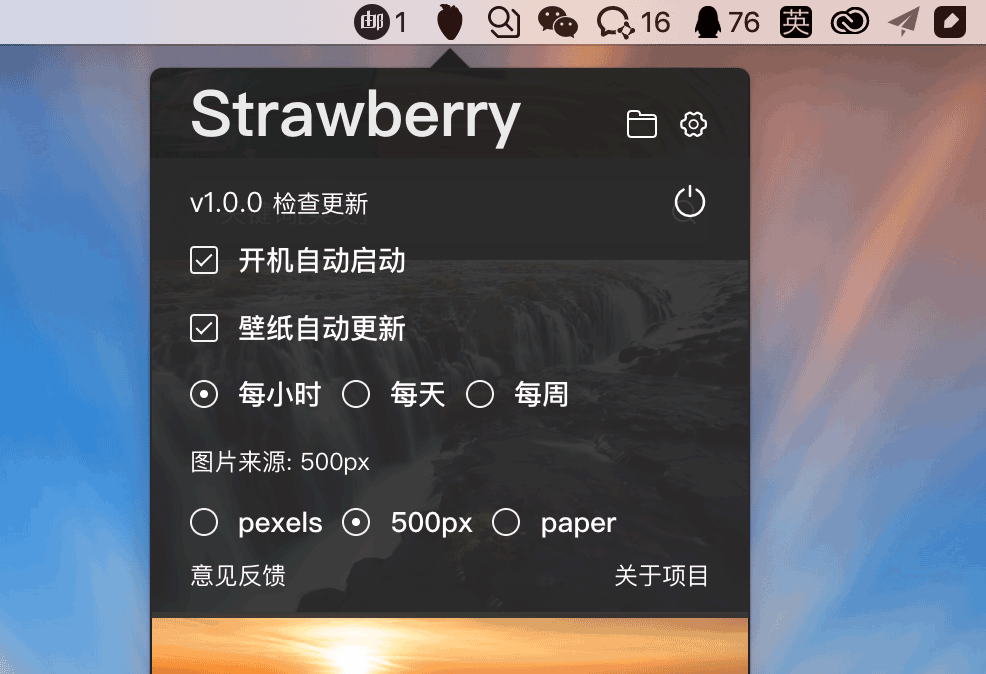 邮 1 16 76 英
Strawberry
v1.0.0 检查更新
开机自动启动
壁纸自动更新
每小时 每天 每周
图片来源: 500px
pexels 500px paper
意见反馈 关于项目